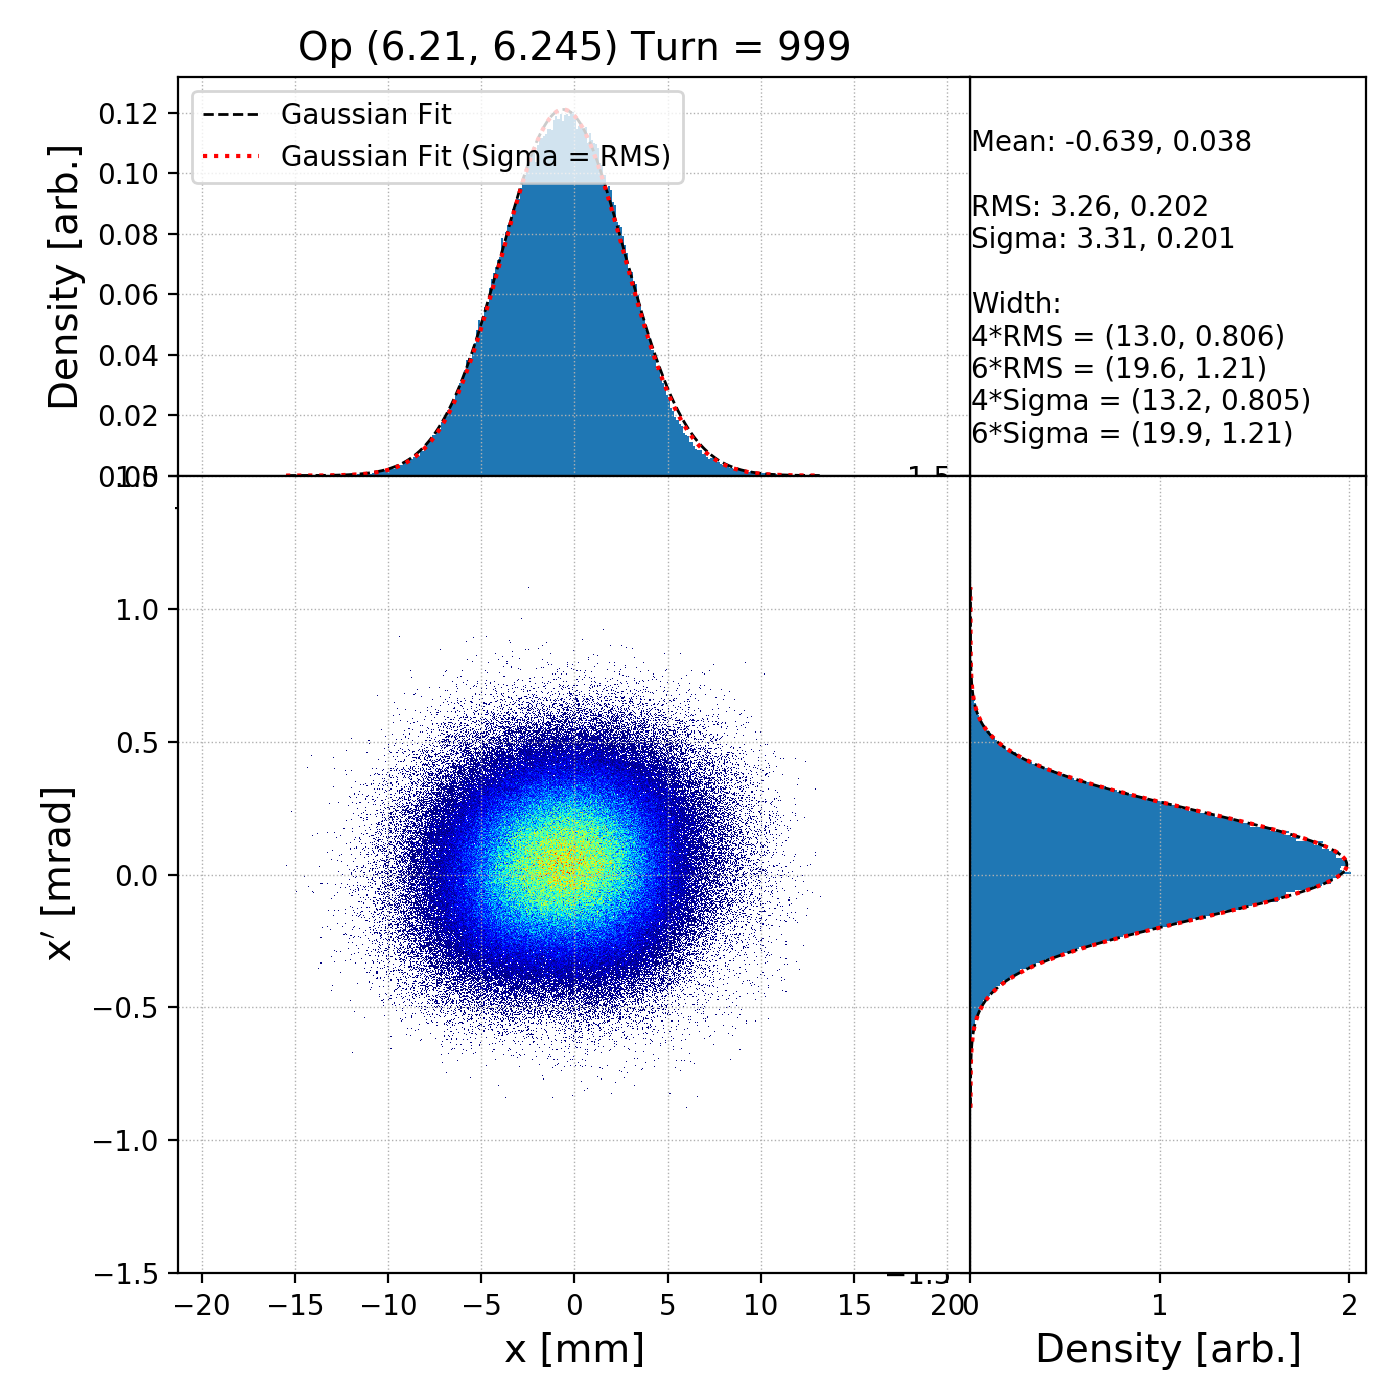 Op (6.21, 6.245) Turn = 999
Gaussian Fit
Gaussian Fit (Sigma = RMS)
Density [arb.]
0.12
0.10
0.08
0.06
0.04
0.02
Mean: -0.639, 0.038
RMS: 3.26, 0.202
Sigma: 3.31, 0.201
Width:
4*RMS = (13.0, 0.806)
6*RMS = (19.6, 1.21)
4*Sigma = (13.2, 0.805)
6*Sigma = (19.9, 1.21)
1.5
x′ [mrad]
1.0
0.5
0.0
−0.5
−1.0
−1.5
−20 −15 −10 −5 0 5 10 15 20
x [mm]
0 1 2
Density [arb.]